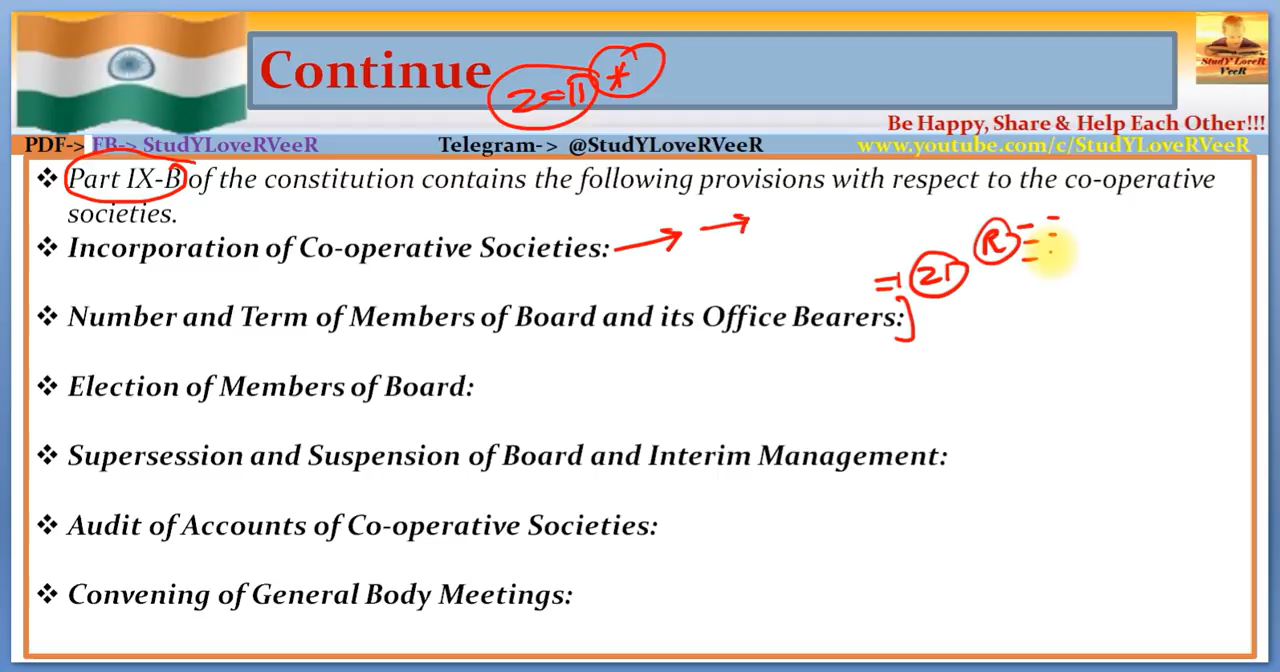 Continue
StudY LoveR
VeeR
Be Happy, Share & Help Each Other!!!
PDF-> FB-> StudYLoveRVeeR Telegram-> @StudYLoveRVeeR www.youtube.com/c/StudYLoveRVeeR
❖ Part IX-B of the constitution contains the following provisions with respect to the co-operative
societies.
❖ Incorporation of Co-operative Societies:
❖ Number and Term of Members of Board and its Office Bearers:
❖ Election of Members of Board:
❖ Supersession and Suspension of Board and Interim Management:
❖ Audit of Accounts of Co-operative Societies:
❖ Convening of General Body Meetings: